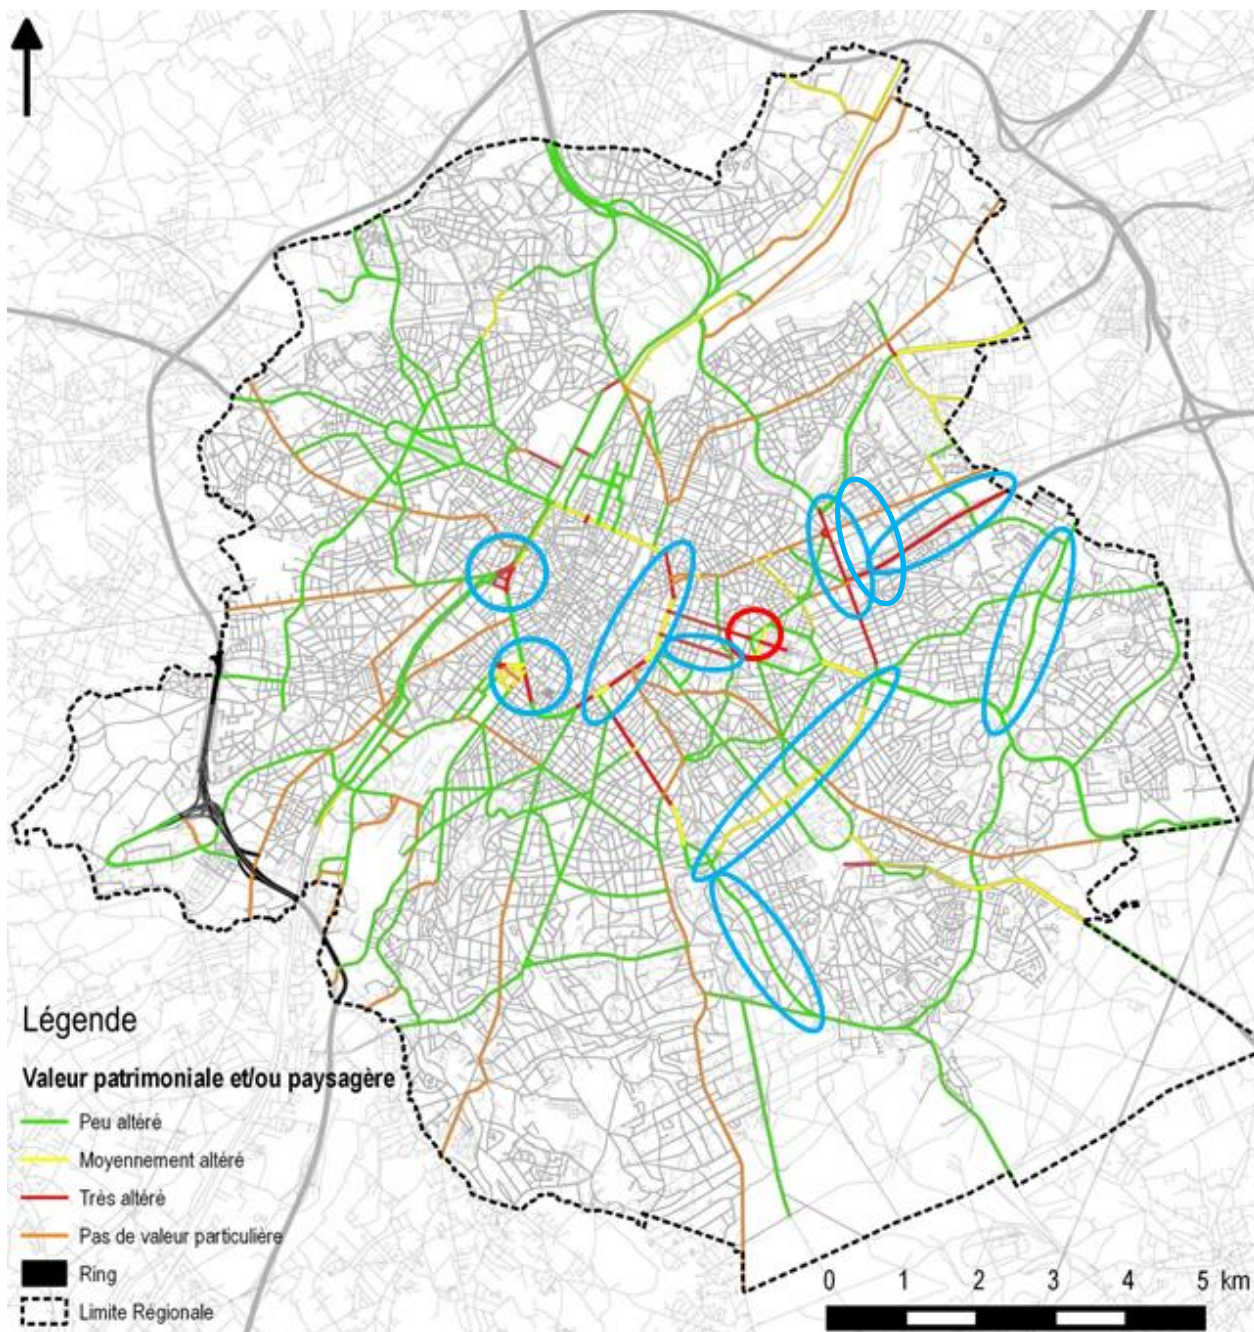 Légende
Valeur patrimoniale et/ou paysagère
Peu altéré
Moyennement altéré
Très altéré
Pas de valeur particulière
Ring
Limite Régionale
0 1 2 3 4 5 km